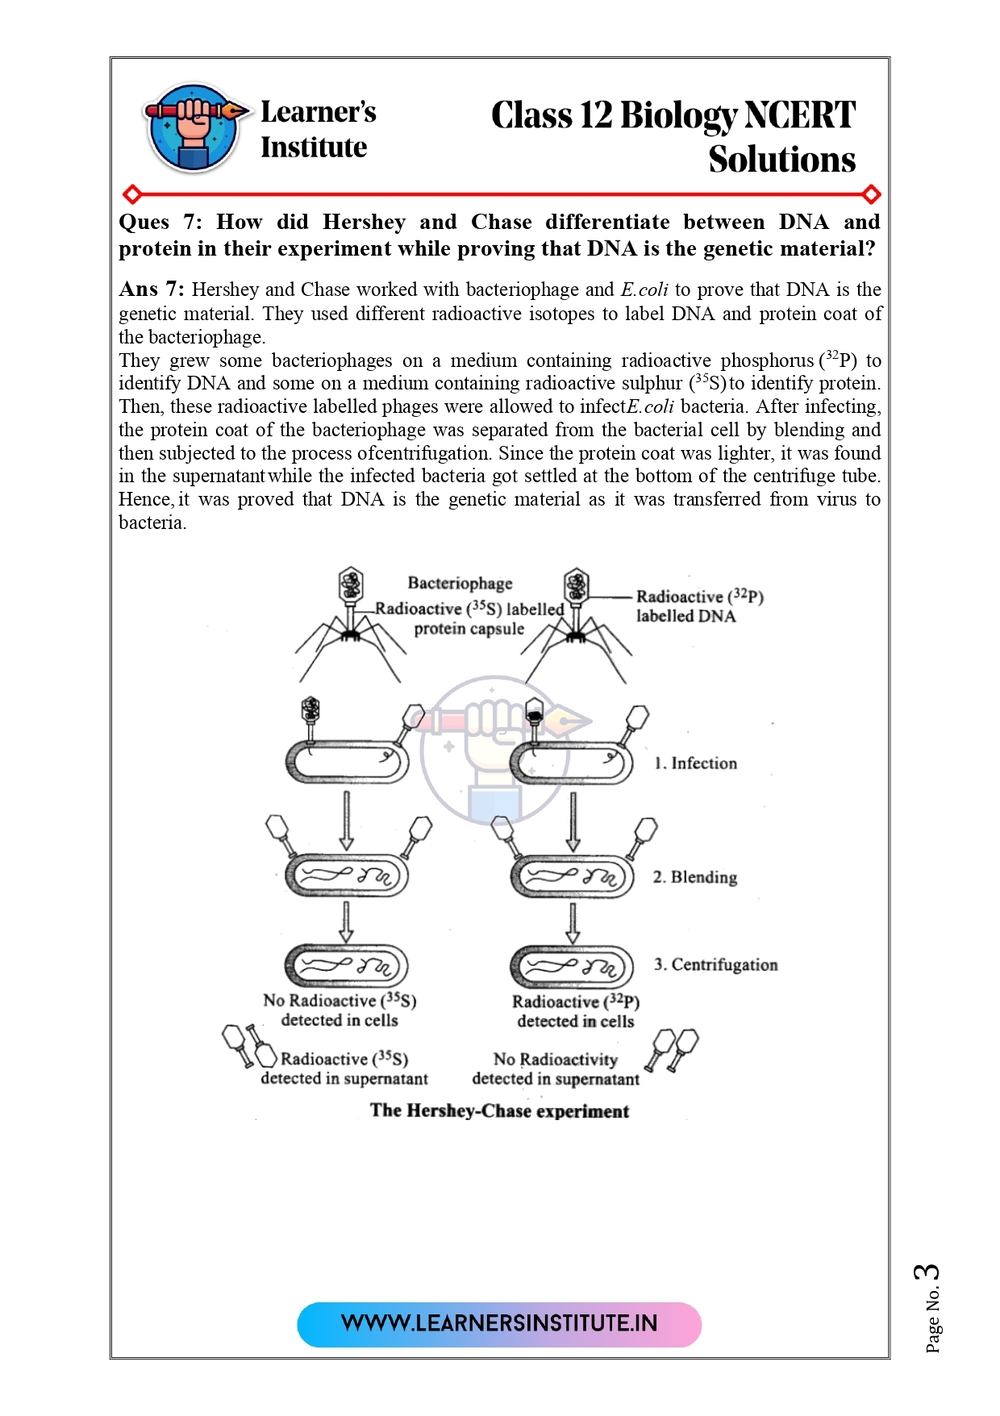 Learner's
Institute
Class 12 Biology NCERT
Solutions
Ques 7: How did Hershey and Chase differentiate between DNA and
protein in their experiment while proving that DNA is the genetic material?
Ans 7: Hershey and Chase worked with bacteriophage and E.coli to prove that DNA is the
genetic material. They used different radioactive isotopes to label DNA and protein coat of
the bacteriophage.
They grew some bacteriophages on a medium containing radioactive phosphorus (³²P) to
identify DNA and some on a medium containing radioactive sulphur (³⁵S)to identify protein.
Then, these radioactive labelled phages were allowed to infectE.coli bacteria. After infecting,
the protein coat of the bacteriophage was separated from the bacterial cell by blending and
then subjected to the process ofcentrifugation. Since the protein coat was lighter, it was found
in the supernatant while the infected bacteria got settled at the bottom of the centrifuge tube.
Hence, it was proved that DNA is the genetic material as it was transferred from virus to
bacteria.
Bacteriophage
Radioactive (³⁵S) labelled
protein capsule
Radioactive (³²P)
labelled DNA
1. Infection
2. Blending
3. Centrifugation
No Radioactive (³⁵S)
detected in cells
Radioactive (³²P)
detected in cells
Radioactive (³⁵S)
detected in supernatant
No Radioactivity
detected in supernatant
The Hershey-Chase experiment
WWW.LEARNERSINSTITUTE.IN
Page No. 3